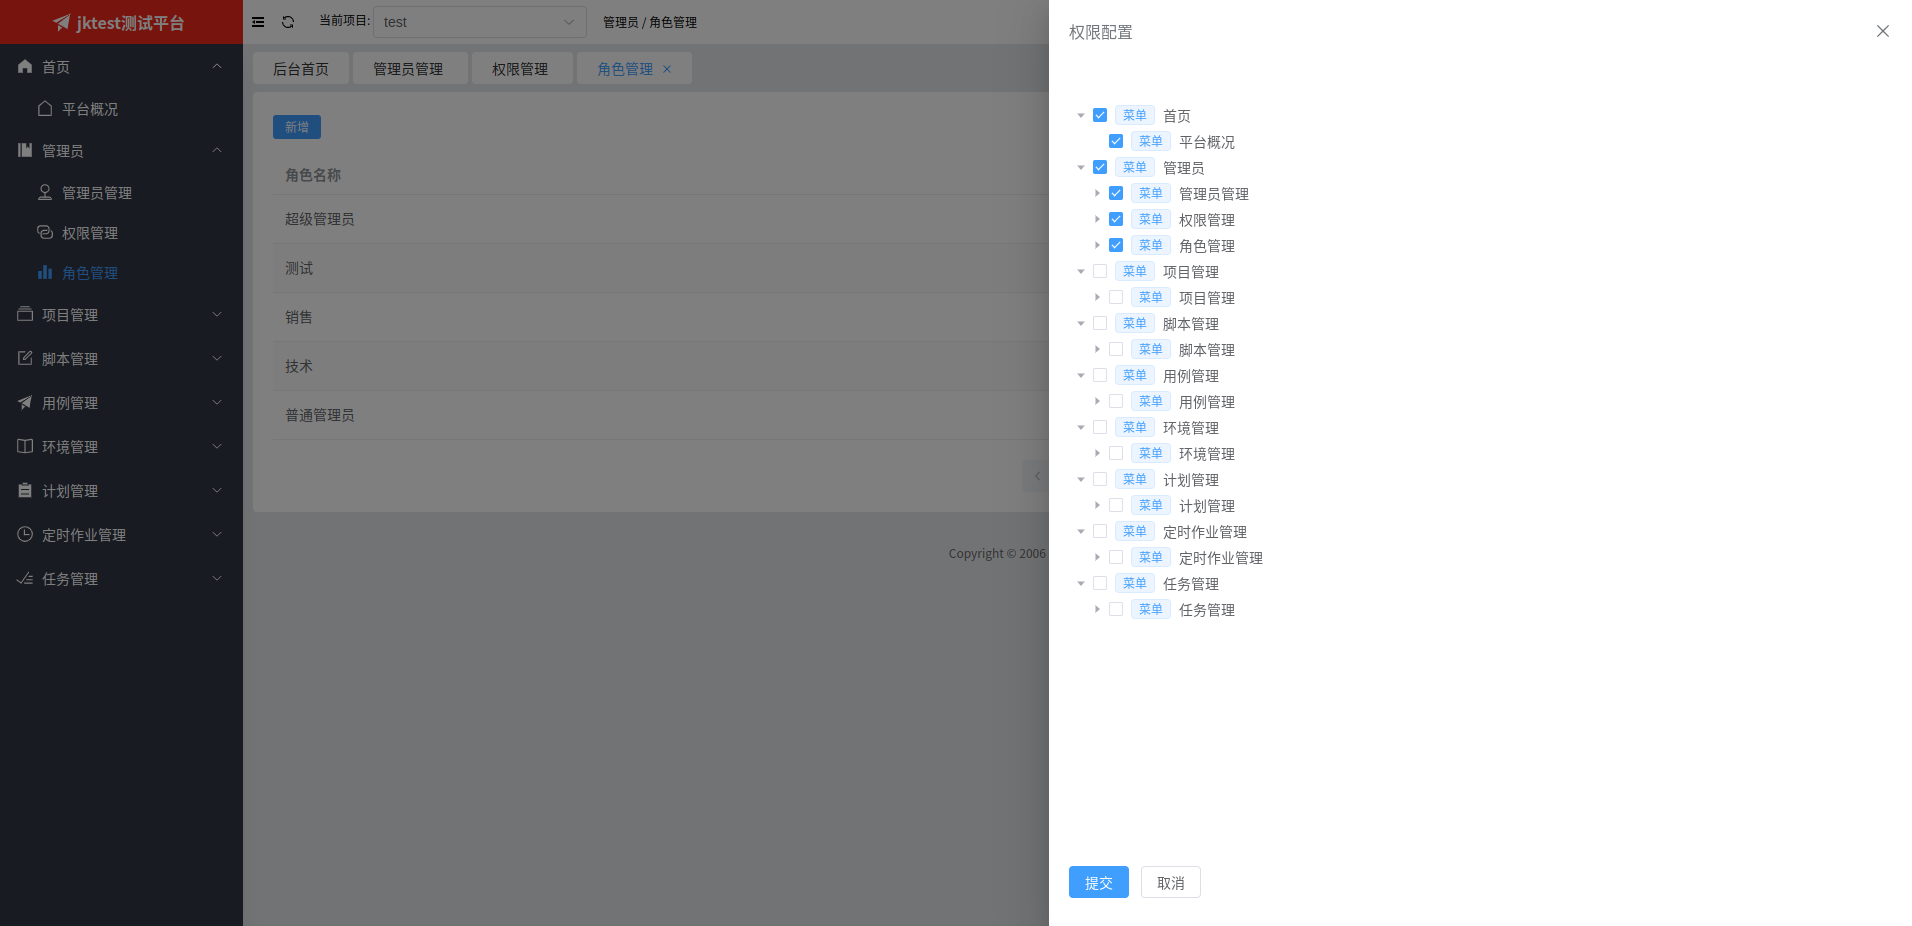 jktest测试平台
当前项目:
test
管理员 / 角色管理
首页
平台概况
管理员
管理员管理
权限管理
角色管理
项目管理
脚本管理
用例管理
环境管理
计划管理
定时作业管理
任务管理
后台首页
管理员管理
权限管理
角色管理
新增
角色名称
超级管理员
测试
销售
技术
普通管理员
Copyright © 2006
权限配置
菜单 首页
菜单 平台概况
菜单 管理员
菜单 管理员管理
菜单 权限管理
菜单 角色管理
菜单 项目管理
菜单 项目管理
菜单 脚本管理
菜单 脚本管理
菜单 用例管理
菜单 用例管理
菜单 环境管理
菜单 环境管理
菜单 计划管理
菜单 计划管理
菜单 定时作业管理
菜单 定时作业管理
菜单 任务管理
菜单 任务管理
提交
取消